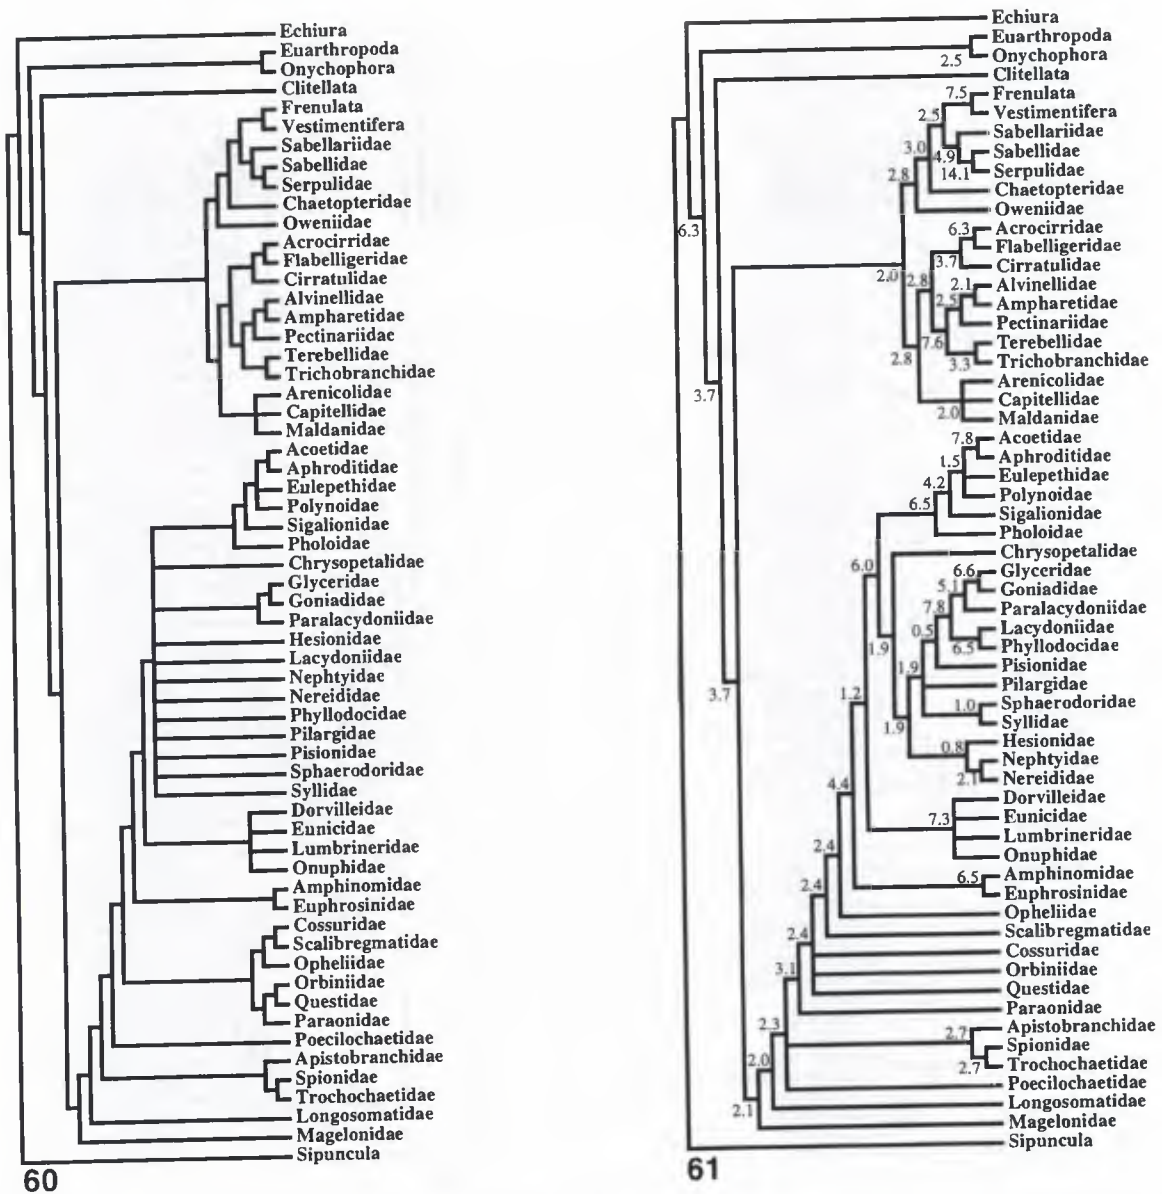 Echiura
Euarthropoda
Onychophora
Clitellata
Frenulata
Vestimentifera
Sabellariidae
Sabellidae
Serpulidae
Chaetopteridae
Oweniidae
Acrocirridae
Flabelligeridae
Cirratulidae
Alvinellidae
Ampharetidae
Pectinariidae
Terebellidae
Trichobranchidae
Arenicolidae
Capitellidae
Maldanidae
Acoetidae
Aphroditidae
Eulepethidae
Polynoidae
Sigalionidae
Pholoidae
Chrysopetalidae
Glyceridae
Goniadidae
Paralacydoniidae
Hesionidae
Lacydoniidae
Nephtyidae
Nereididae
Phyllodocidae
Pilargidae
Pisionidae
Sphaerodoridae
Syllidae
Dorvilleidae
Eunicidae
Lumbrineridae
Onuphidae
Amphinomidae
Euphrosinidae
Cossuridae
Scalibregmatidae
Opheliidae
Orbiniidae
Questidae
Paraonidae
Poecilochaetidae
Apistobranchidae
Spionidae
Trochochaetidae
Longosomatidae
Magelonidae
Sipuncula
60
Echiura
Euarthropoda
2.5 Onychophora
Clitellata
7.5 Frenulata
2.5 Vestimentifera
Sabellariidae
3.0 4.9 Sabellidae
14.1 Serpulidae
2.8 Chaetopteridae
Oweniidae
6.3 6.3 Acrocirridae
Flabelligeridae
3.7 Cirratulidae
2.0 2.8 2.1 Alvinellidae
2.5 Ampharetidae
Pectinariidae
7.6 Terebellidae
2.8 3.3 Trichobranchidae
Arenicolidae
3.7 Capitellidae
2.0 Maldanidae
7.8 Acoetidae
Aphroditidae
1.5 Eulepethidae
4.2 Polynoidae
6.5 Sigalionidae
Pholoidae
Chrysopetalidae
6.0 6.6 Glyceridae
5.1 Goniadidae
7.8 Paralacydoniidae
0.5 Lacydoniidae
1.9 6.5 Phyllodocidae
1.9 Pisionidae
Pilargidae
3.7 1.2 1.0 Sphaerodoridae
1.9 Syllidae
0.8 Hesionidae
Nephtyidae
2.1 Nereididae
4.4 Dorvilleidae
7.3 Eunicidae
Lumbrineridae
2.4 Onuphidae
6.5 Amphinomidae
2.4 Euphrosinidae
Opheliidae
2.4 Scalibregmatidae
Cossuridae
3.1 Orbiniidae
Questidae
Paraonidae
2.3 2.7 Apistobranchidae
Spionidae
2.0 2.7 Trochochaetidae
Poecilochaetidae
2.1 Longosomatidae
Magelonidae
Sipuncula
61